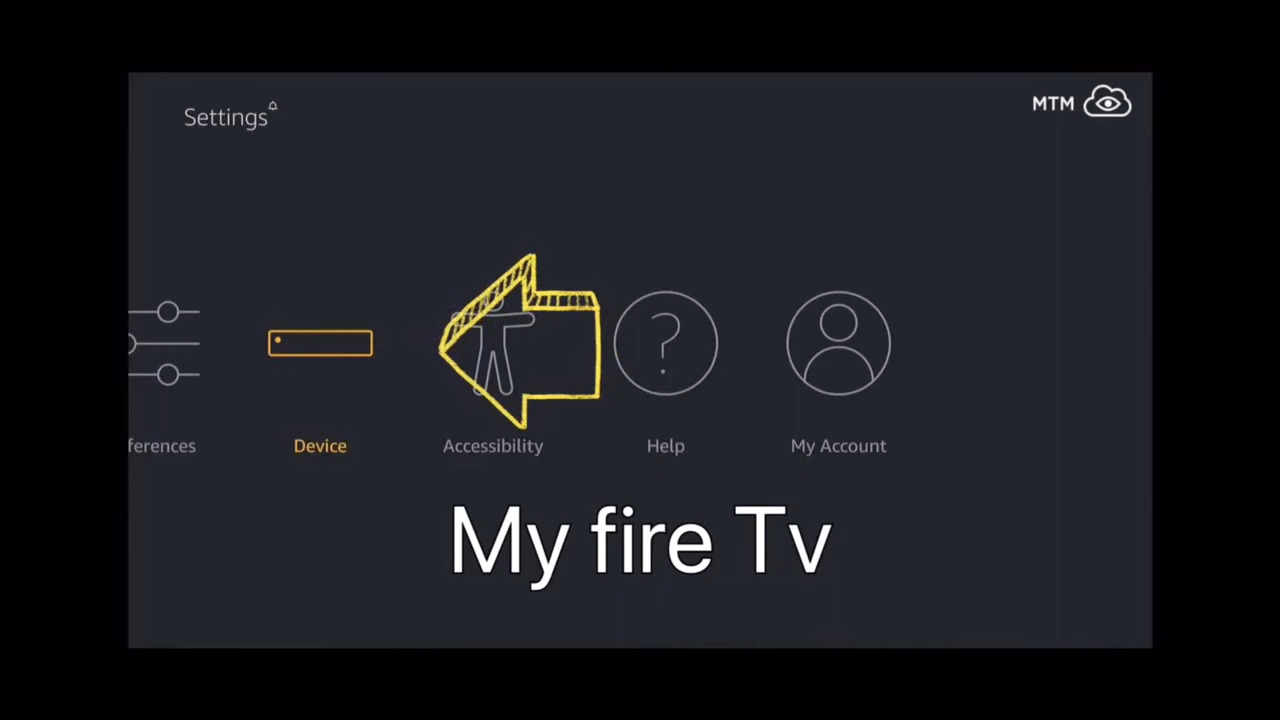 Settings
MTM
ferences
Device
Accessibility
Help
My Account
My fire Tv